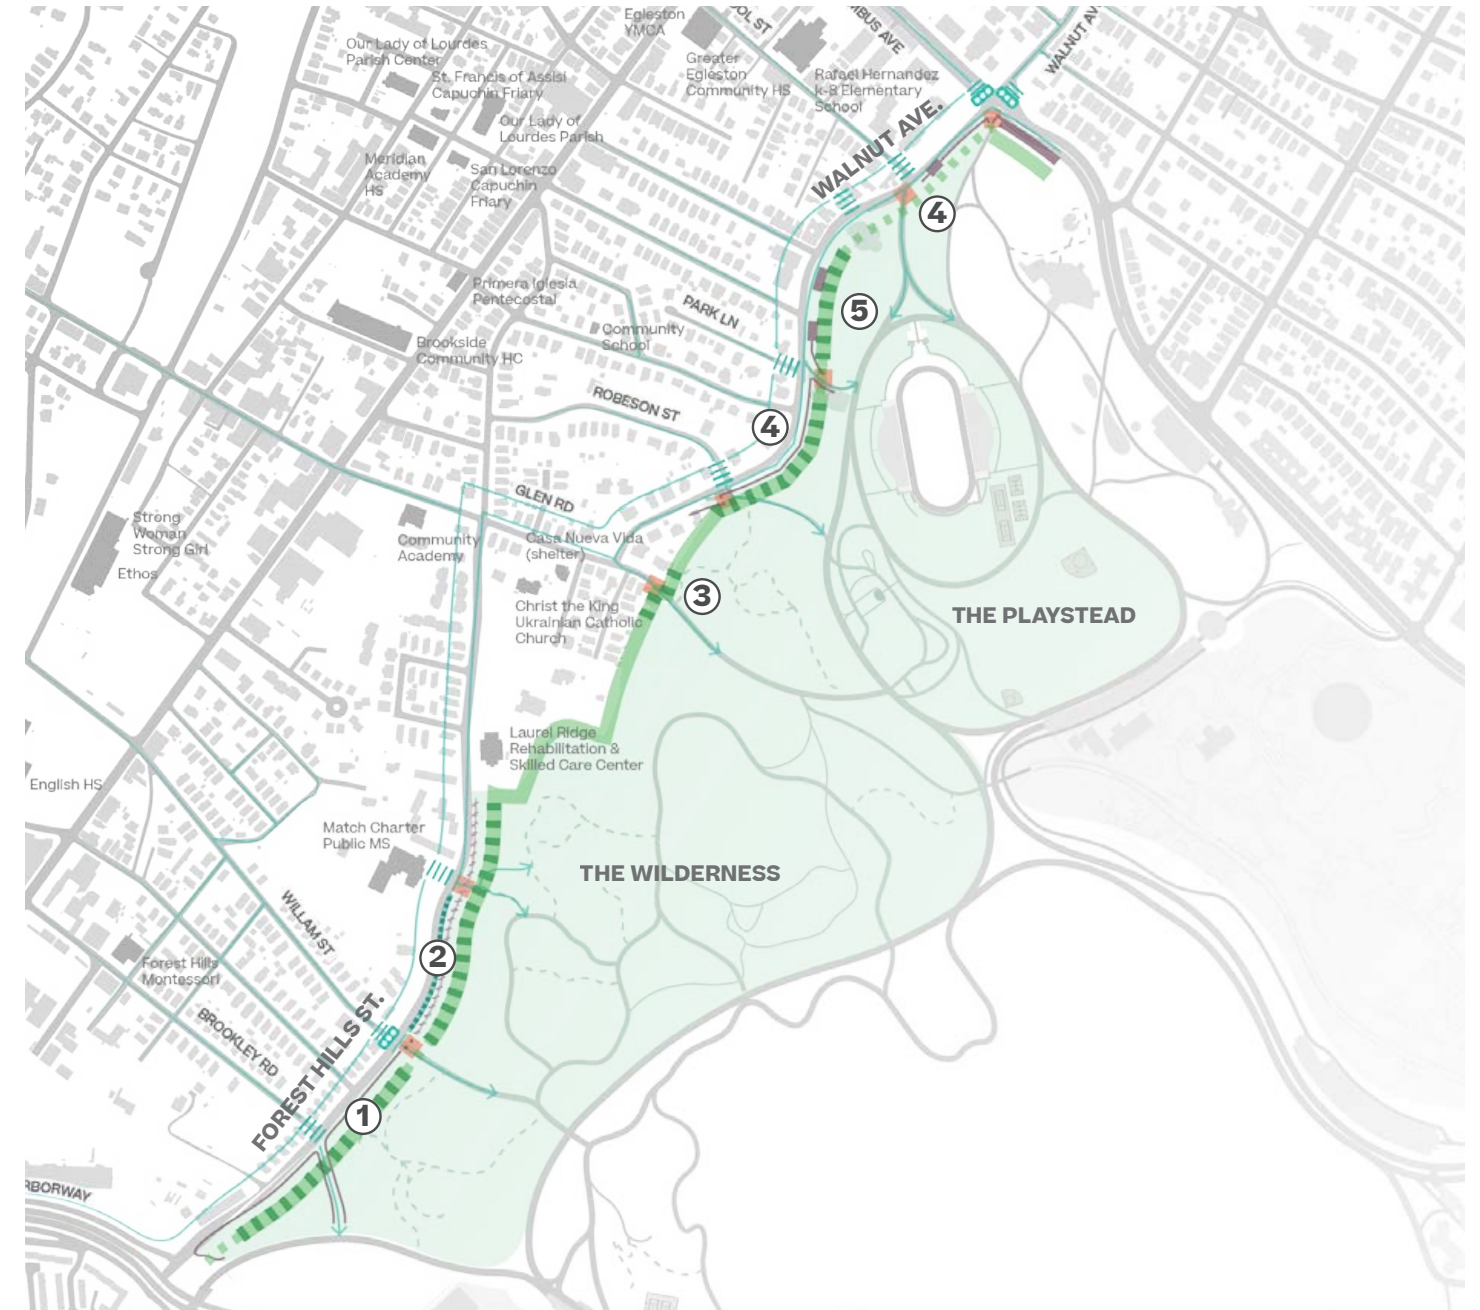 Egleston
YMCA
OL ST
MBUS AVE
WALNUT AV
Our Lady of Lourdes
Parish Center
St. Francis of Assisi
Capuchin Friary
Greater
Egleston
Community HS
Rafael Hernandez
k-8 Elementary
School
Our Lady of
Lourdes Parish
WALNUT AVE.
Meridian
Academy
HS
San Lorenzo
Capuchin
Friary
4
Primera Iglesia
Pentecostal
PARK LN
5
Community
School
Brookside
Community HC
ROBESON ST
4
GLEN RD
Strong
Woman
Strong Girl
Ethos
Community
Academy
Casa Nueva Vida
(shelter)
3
Christ the King
Ukrainian Catholic
Church
THE PLAYSTEAD
Laurel Ridge
Rehabilitation &
Skilled Care Center
English HS
Match Charter
Public MS
THE WILDERNESS
WILLAM ST
2
Forest Hills
Montessori
BROOKLEY RD
FOREST HILLS ST.
1
RBORWAY